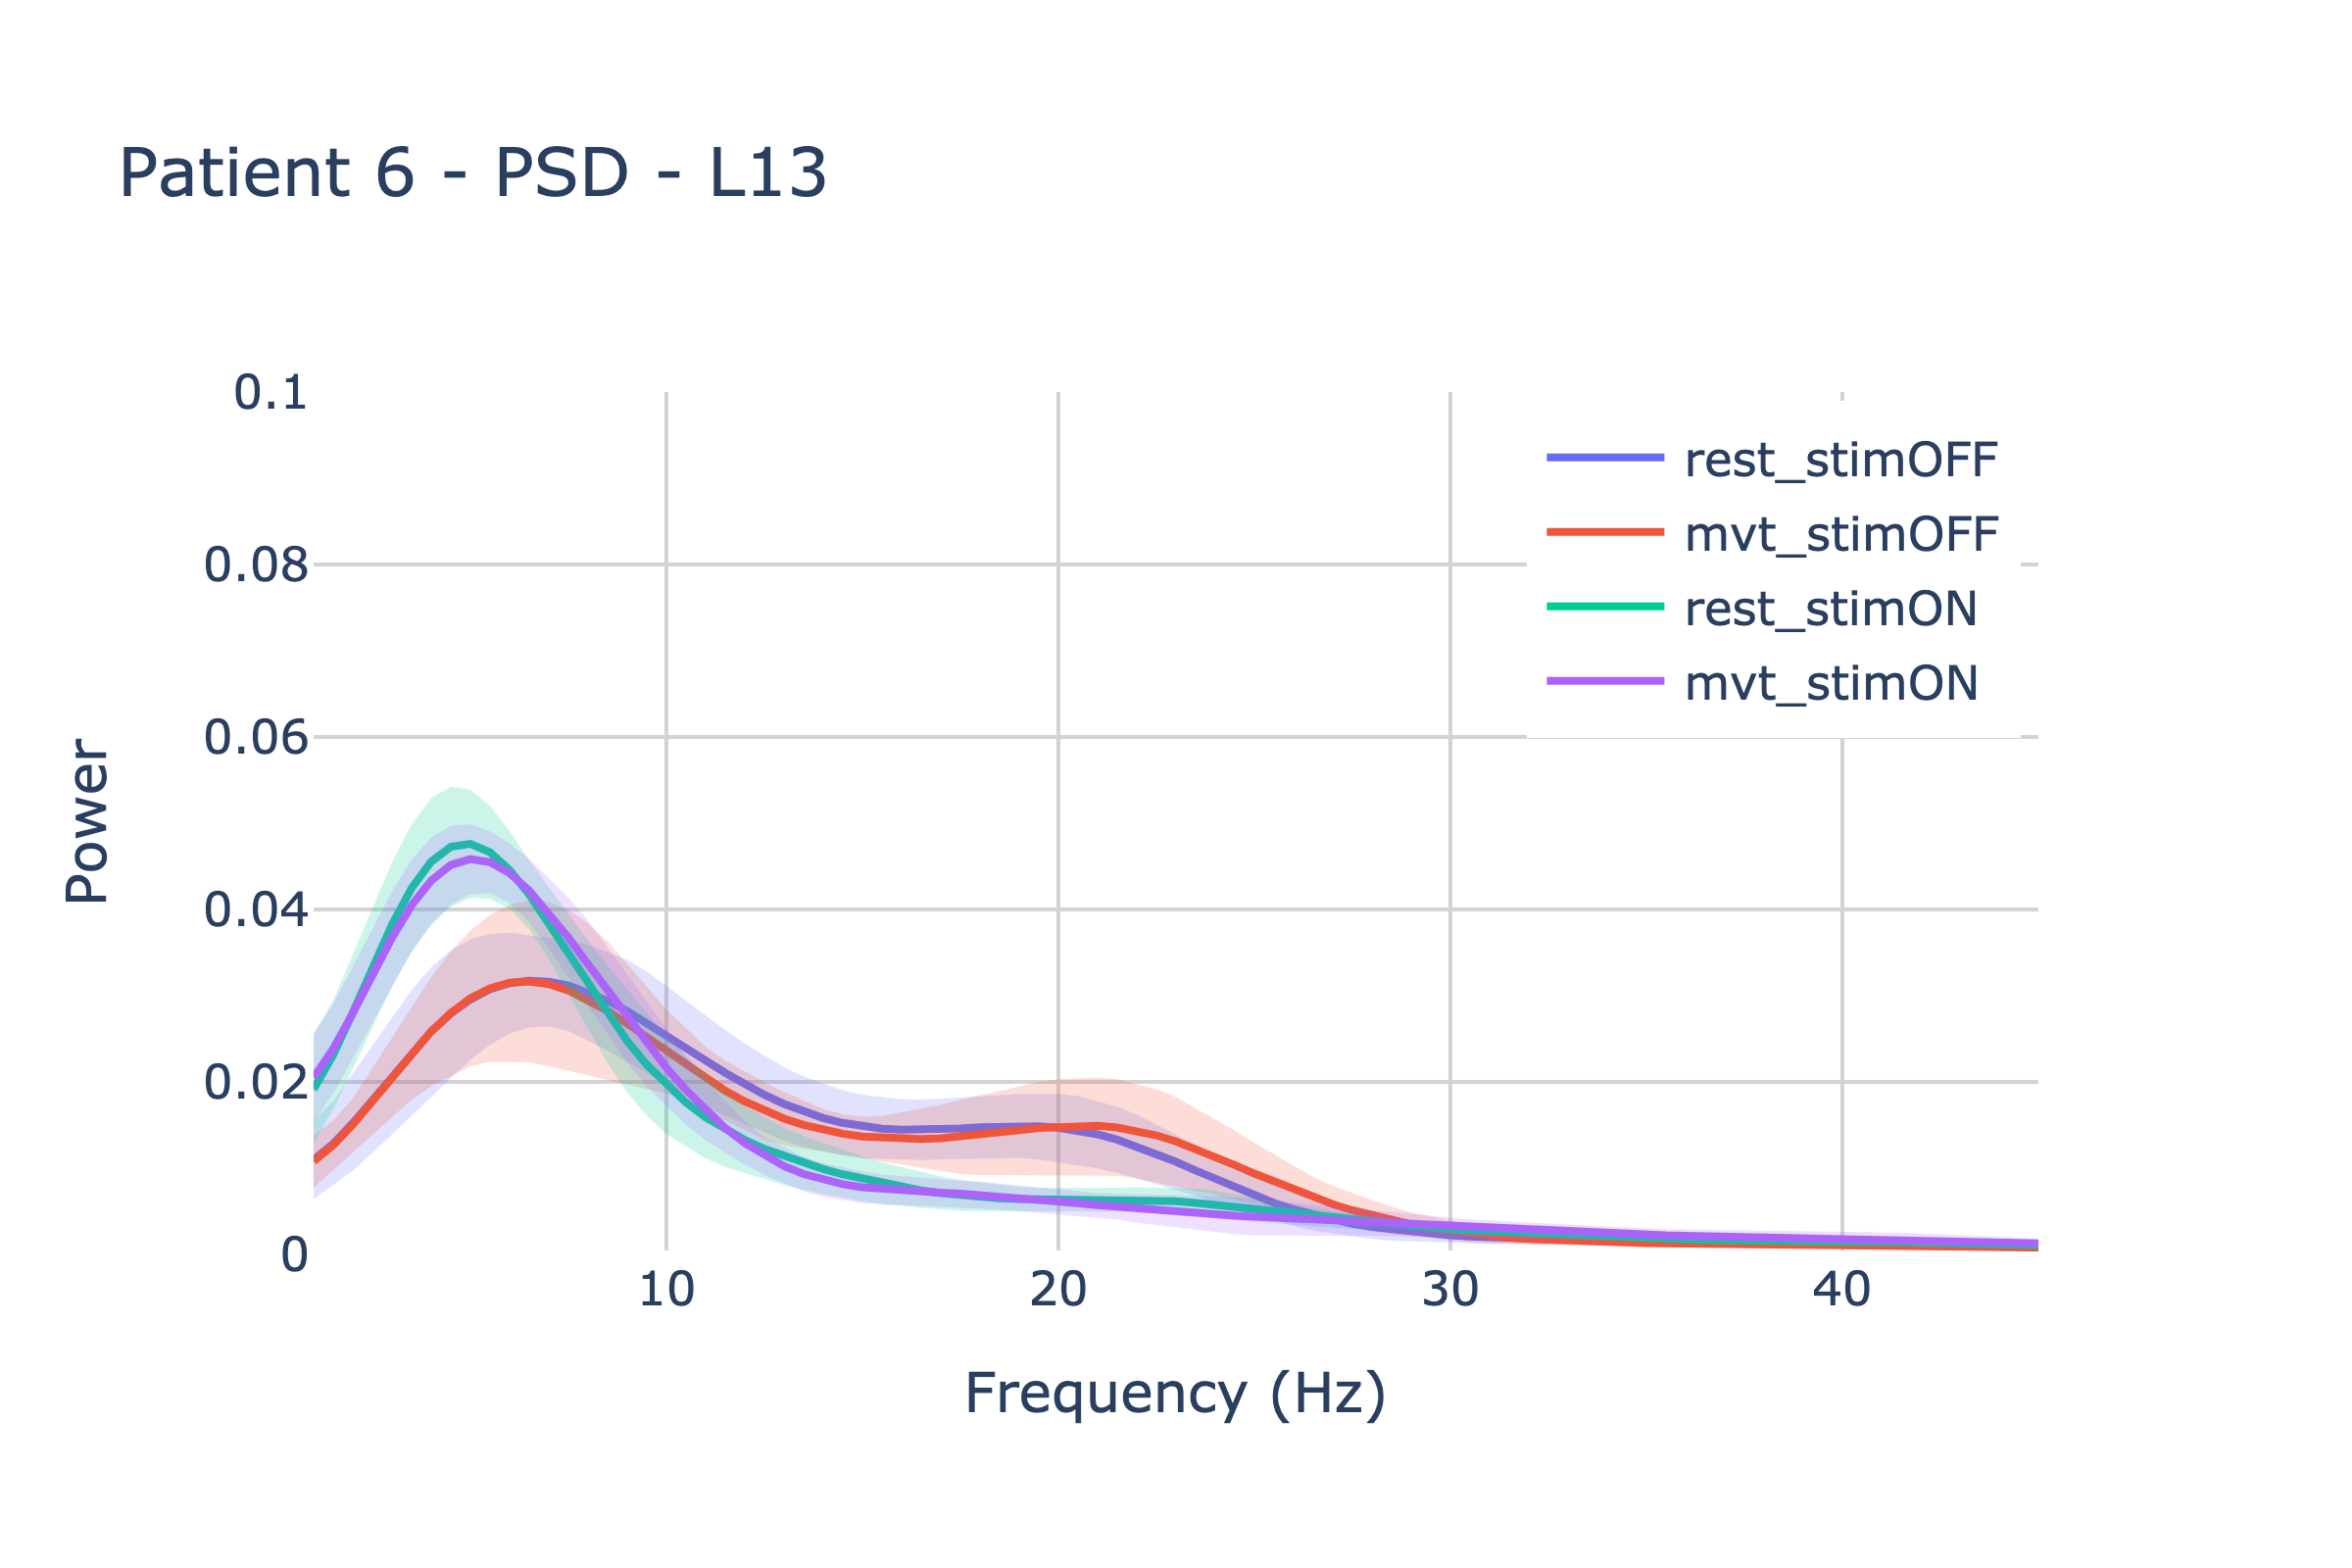 Patient 6 - PSD - L13
0.1
0.08
0.06
0.04
0.02
0
Power
rest_stimOFF
mvt_stimOFF
rest_stimON
mvt_stimON
10 20 30 40
Frequency (Hz)